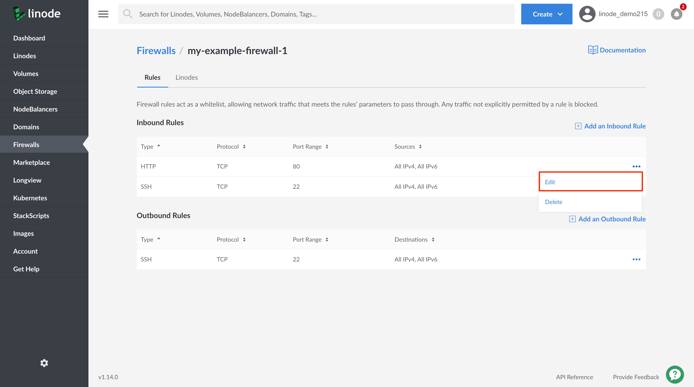 linode
Search for Linodes, Volumes, NodeBalancers, Domains, Tags...
Create
linode_demo215
0
2
Dashboard
Linodes
Volumes
Object Storage
NodeBalancers
Domains
Firewalls
Marketplace
Longview
Kubernetes
StackScripts
Images
Account
Get Help
Firewalls / my-example-firewall-1
Documentation
Rules Linodes
Firewall rules act as a whitelist, allowing network traffic that meets the rules' parameters to pass through. Any traffic not explicitly permitted by a rule is blocked.
Inbound Rules
Add an Inbound Rule
Type Protocol Port Range Sources
HTTP TCP 80 All IPv4, All IPv6
SSH TCP 22 All IPv4, All IPv6
Edit
Delete
Outbound Rules
Add an Outbound Rule
Type Protocol Port Range Destinations
SSH TCP 22 All IPv4, All IPv6
v1.14.0
API Reference Provide Feedback